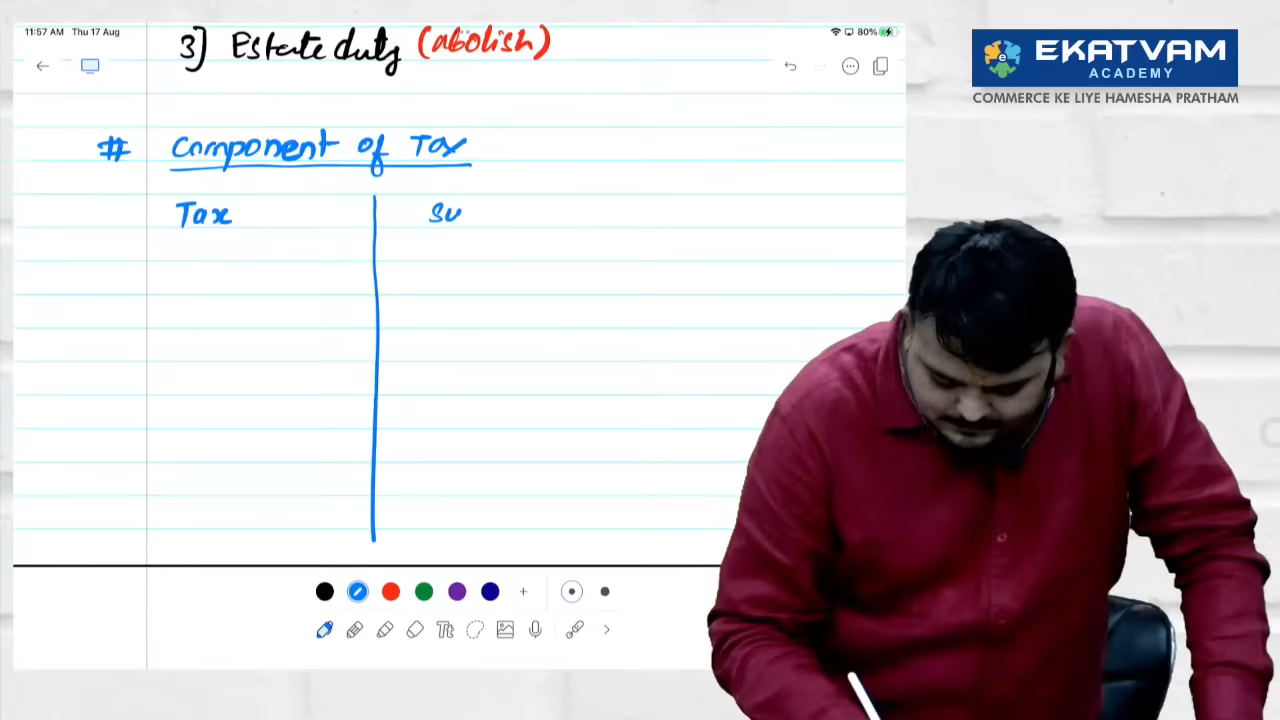 11:57 AM Thu 17 Aug
80%
3] Estate duty (abolish)
# Component of Tax
Tax
Su
Tt
EKATVAM
ACADEMY
COMMERCE KE LIYE HAMESHA PRATHAM